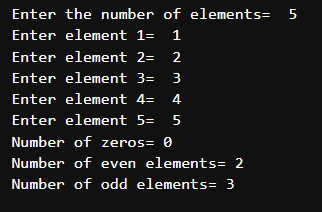 Enter the number of elements=  5
Enter element 1=  1
Enter element 2=  2
Enter element 3=  3
Enter element 4=  4
Enter element 5=  5
Number of zeros= 0
Number of even elements= 2
Number of odd elements= 3